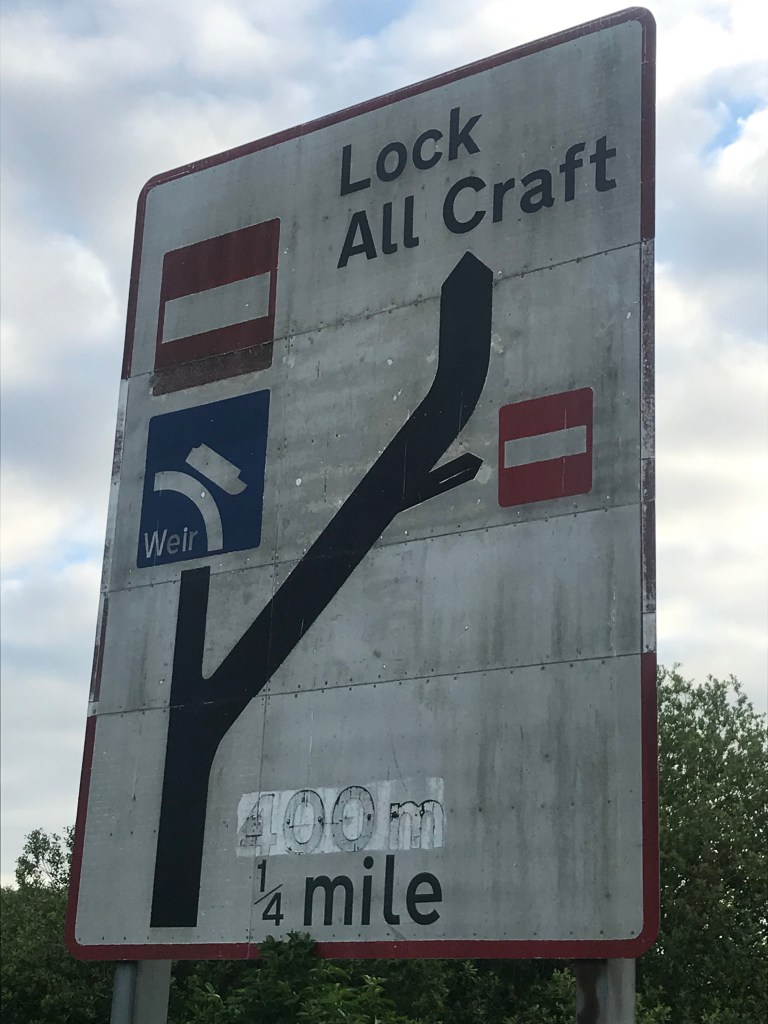 Lock
All Craft
Weir
400m
1/4 mile